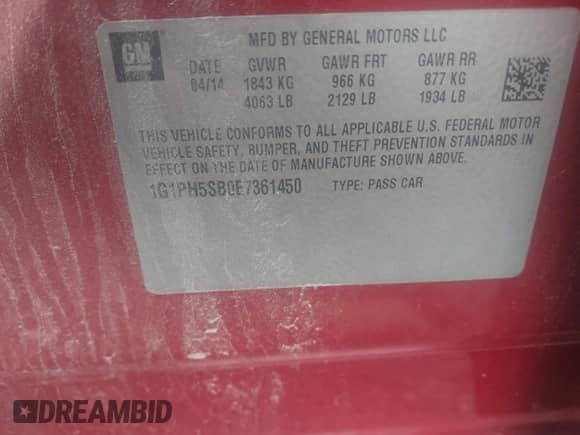 GM
MFD BY GENERAL MOTORS LLC
DATE GVWR GAWR FRT GAWR RR
04/14 1843 KG 966 KG 877 KG
4063 LB 2129 LB 1934 LB
THIS VEHICLE CONFORMS TO ALL APPLICABLE U.S. FEDERAL MOTOR
VEHICLE SAFETY, BUMPER, AND THEFT PREVENTION STANDARDS IN
EFFECT ON THE DATE OF MANUFACTURE SHOWN ABOVE.
1G1PH5SB0E7361450 TYPE: PASS CAR
DREAMBID